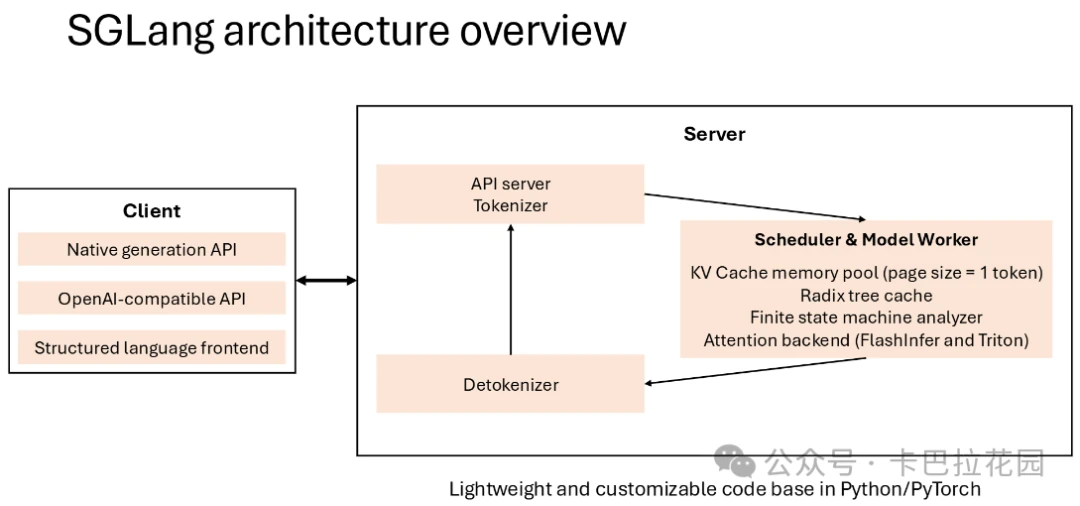 SGLang architecture overview
Client
Native generation API
OpenAI-compatible API
Structured language frontend
Server
API server
Tokenizer
Scheduler & Model Worker
KV Cache memory pool (page size = 1 token)
Radix tree cache
Finite state machine analyzer
Attention backend (FlashInfer and Triton)
Detokenizer
公众号 · 卡巴拉花园
Lightweight and customizable code base in Python/PyTorch